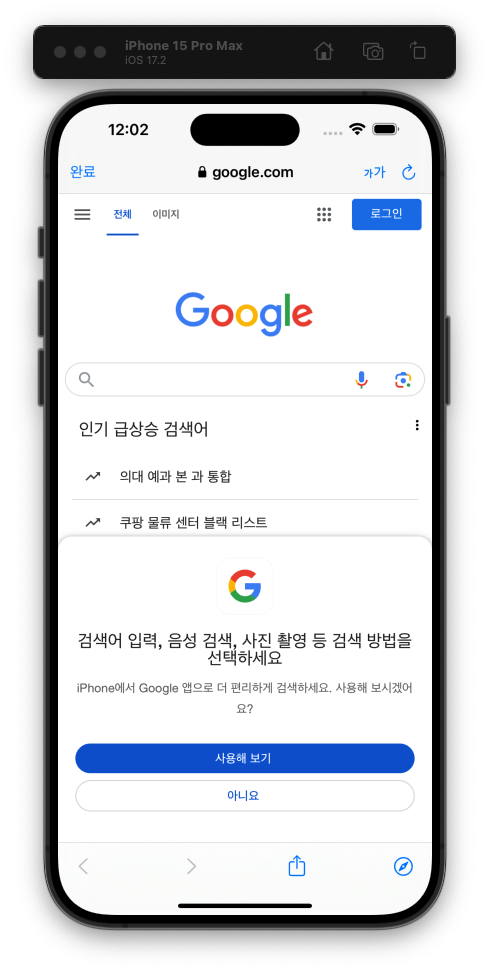 iPhone 15 Pro Max
iOS 17.2
12:02
완료
google.com
가가
전체
이미지
로그인
Google
인기 급상승 검색어
의대 예과 본 과 통합
쿠팡 물류 센터 블랙 리스트
G
검색어 입력, 음성 검색, 사진 촬영 등 검색 방법을
선택하세요
iPhone에서 Google 앱으로 더 편리하게 검색하세요. 사용해 보시겠어
요?
사용해 보기
아니요